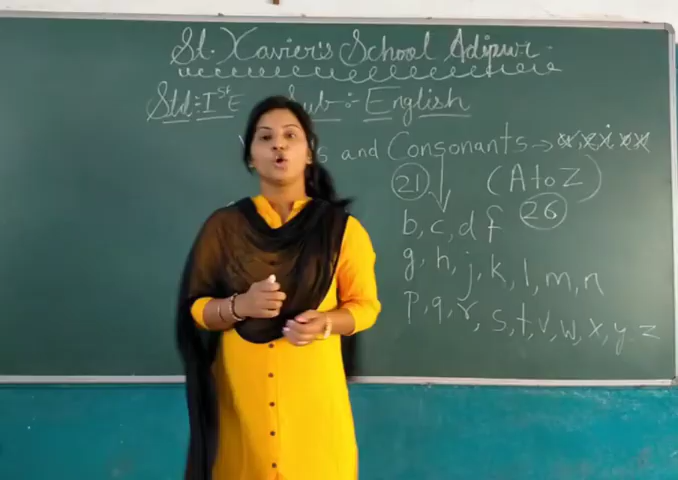 St. Xavier's School Adipur.
Std:- Ist E Sub:- English
s and Consonants → a, e, i, o, u
21 (A to Z)
26
b, c, d f
g, h, j, k, l, m, n
p, q, r, s, t, v, w, x, y z